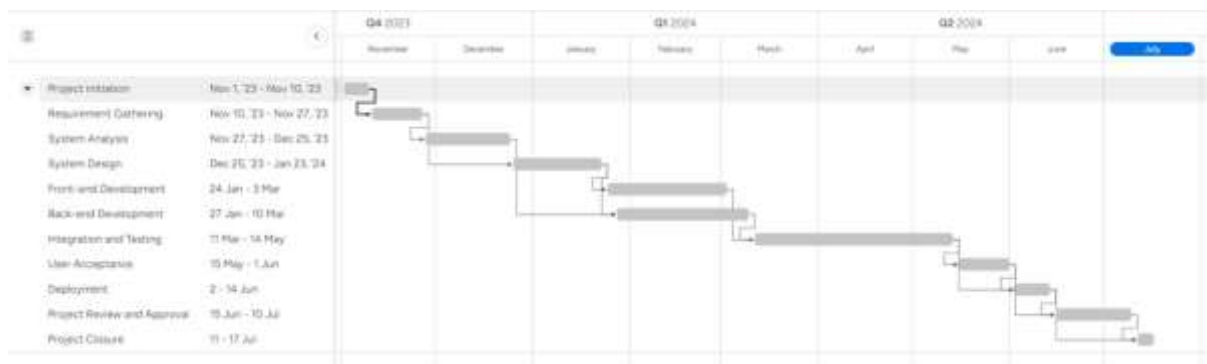 Q4 2023 Q1 2024 Q2 2024
November December January February March April May June July
Project Initiation Nov 1, '23 - Nov 10, '23
Requirement Gathering Nov 10, '23 - Nov 27, '23
System Analysis Nov 27, '23 - Dec 25, '23
System Design Dec 25, '23 - Jan 23, '24
Front-end Development 24 Jan - 3 Mar
Back-end Development 27 Jan - 10 Mar
Integration and Testing 11 Mar - 14 May
User Acceptance 15 May - 1 Jun
Deployment 2 - 14 Jun
Project Review and Approval 15 Jun - 10 Jul
Project Closure 11 - 17 Jul